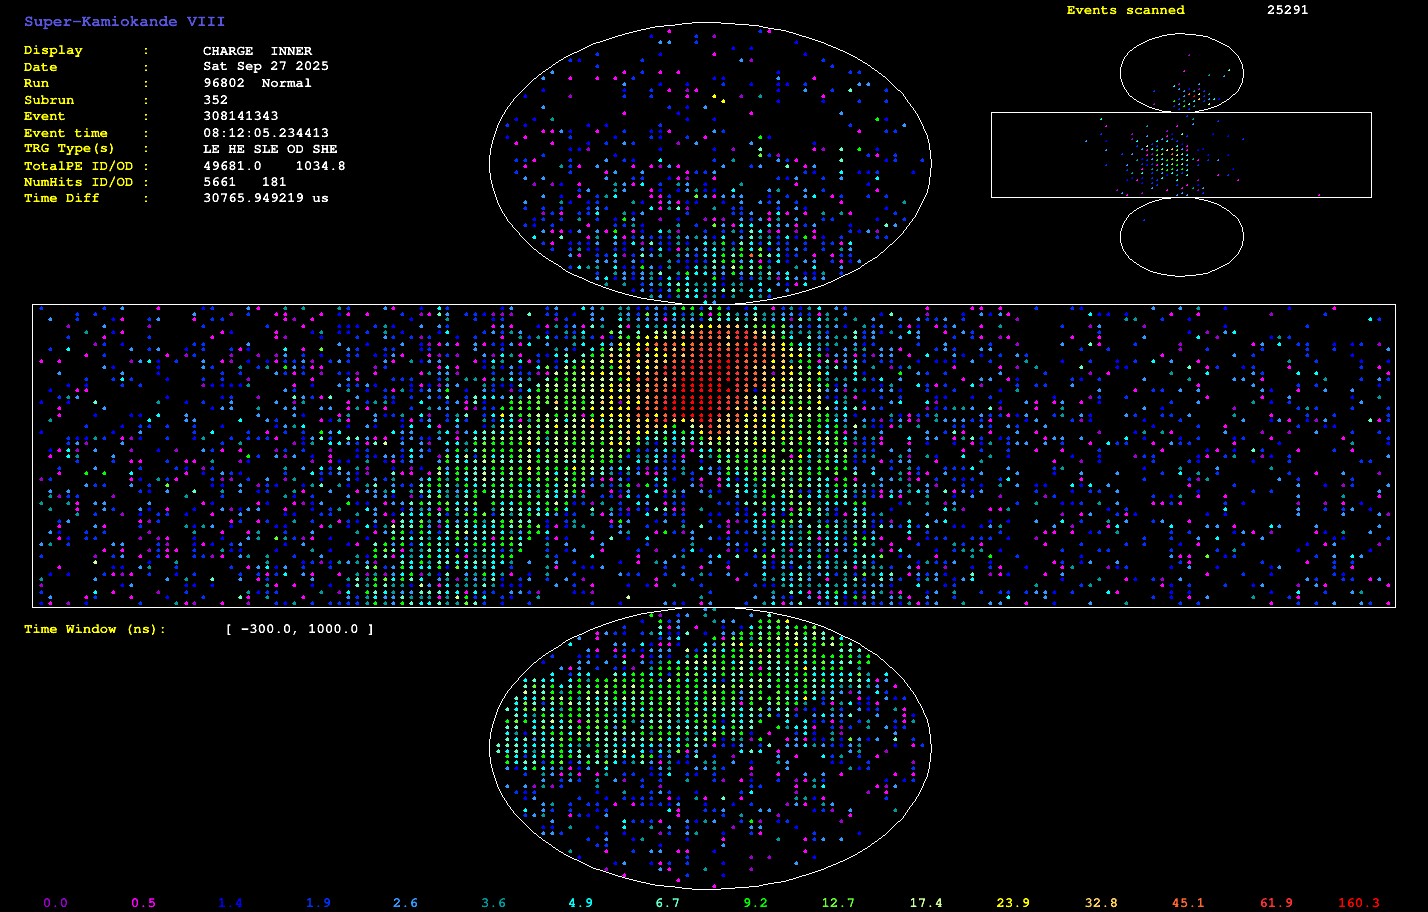 Super-Kamiokande VIII
Display : CHARGE INNER
Date : Sat Sep 27 2025
Run : 96802 Normal
Subrun : 352
Event : 308141343
Event time : 08:12:05.234413
TRG Type(s) : LE HE SLE OD SHE
TotalPE ID/OD : 49681.0 1034.8
NumHits ID/OD : 5661 181
Time Diff : 30765.949219 us
Events scanned 25291
Time Window (ns): [ -300.0, 1000.0 ]
0.0 0.5 1.4 1.9 2.6 3.6 4.9 6.7 9.2 12.7 17.4 23.9 32.8 45.1 61.9 160.3